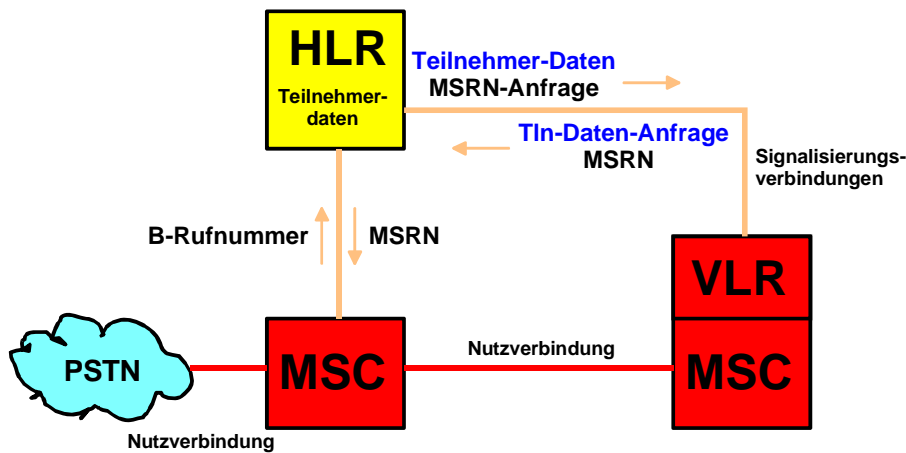 HLR
Teilnehmer-
daten
Teilnehmer-Daten
MSRN-Anfrage
Tln-Daten-Anfrage
MSRN
Signalisierungs-
verbindungen
B-Rufnummer
MSRN
VLR
MSC
PSTN
MSC
Nutzverbindung
Nutzverbindung